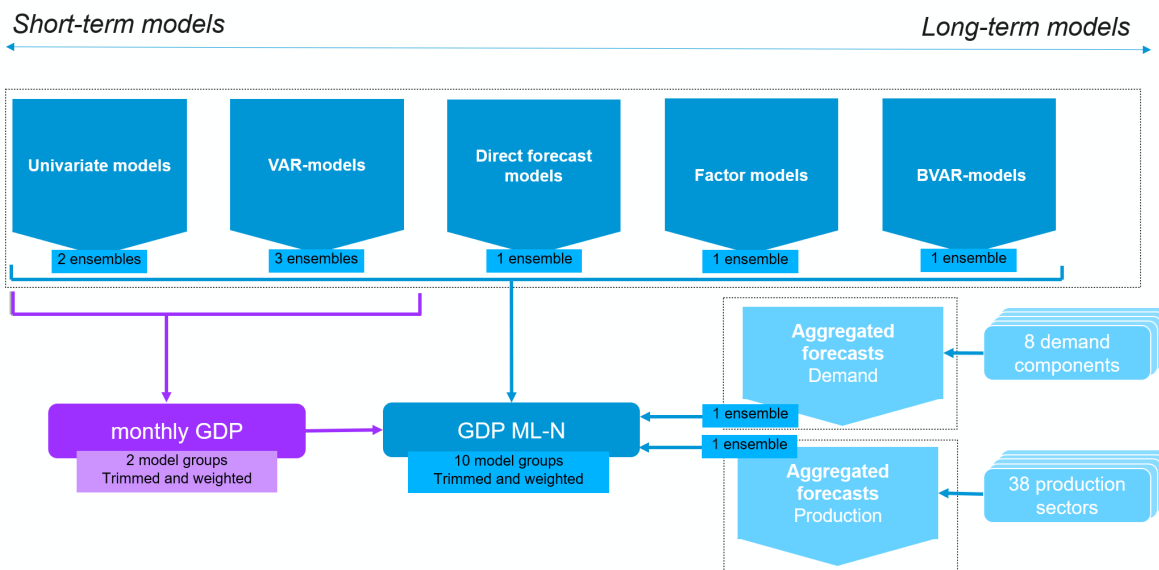 Short-term models
Long-term models
Univariate models
VAR-models
Direct forecast
models
Factor models
BVAR-models
2 ensembles
3 ensembles
1 ensemble
1 ensemble
1 ensemble
Aggregated
forecasts
Demand
8 demand
components
1 ensemble
monthly GDP
2 model groups
Trimmed and weighted
GDP ML-N
10 model groups
Trimmed and weighted
1 ensemble
Aggregated
forecasts
Production
38 production
sectors